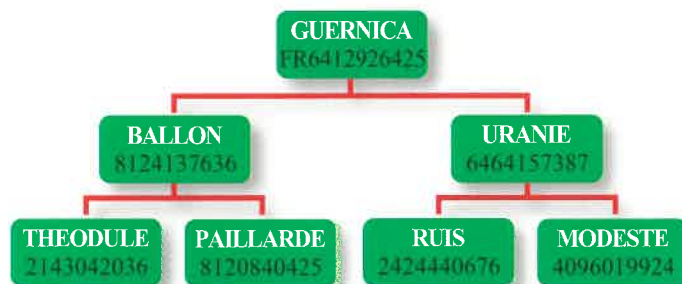 GUERNICA
FR6412926425
BALLON
8124137636
URANIE
6464157387
THEODULE
2143042036
PAILLARDE
8120840425
RUIS
2424440676
MODESTE
4096019924